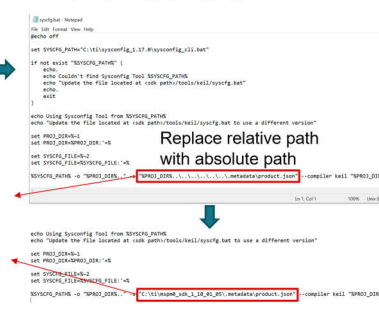 syscfg.bat - Notepad
File Edit Format View Help
@echo off
set SYSCFG_PATH="C:\ti\sysconfig_1.17.0\sysconfig_cli.bat"
if not exist "%SYSCFG_PATH%" (
echo.
echo Couldn't find Sysconfig Tool %SYSCFG_PATH%
echo "Update the file located at <sdk path>/tools/keil/syscfg.bat to use a different version"
echo.
exit
)
echo Using Sysconfig Tool from %SYSCFG_PATH%
echo "Update the file located at <sdk path>/tools/keil/syscfg.bat to use a different version"
set PROJ_DIR=%~1
set PROJ_DIR=%PROJ_DIR:'=%
Replace relative path
with absolute path
set SYSCFG_FILE=%~2
set SYSCFG_FILE=%SYSCFG_FILE:'=%
%SYSCFG_PATH% -o "%PROJ_DIR%.." "%PROJ_DIR%..\..\..\..\..\..\.metadata\product.json" --compiler keil "%PROJ_DIR
Ln 1, Col 1 100% Unix (
echo Using Sysconfig Tool from %SYSCFG_PATH%
echo "Update the file located at <sdk path>/tools/keil/syscfg.bat to use a different version"
set PROJ_DIR=%~1
set PROJ_DIR=%PROJ_DIR:'=%
set SYSCFG_FILE=%~2
set SYSCFG_FILE=%SYSCFG_FILE:'=%
%SYSCFG_PATH% -o "%PROJ_DIR%.." "C:\ti\mspm0_sdk_1_10_01_05\.metadata\product.json" --compiler keil "%PROJ_DIR